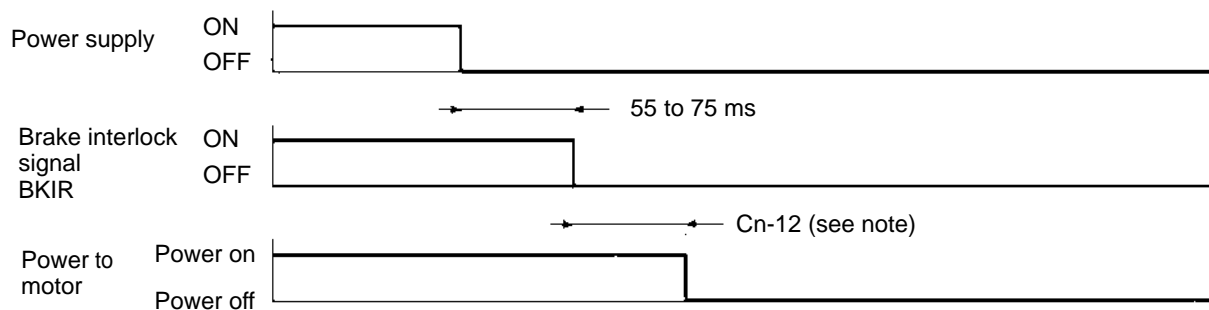 Power supply
ON
OFF
55 to 75 ms
Brake interlock
signal
BKIR
ON
OFF
Cn-12 (see note)
Power to
motor
Power on
Power off